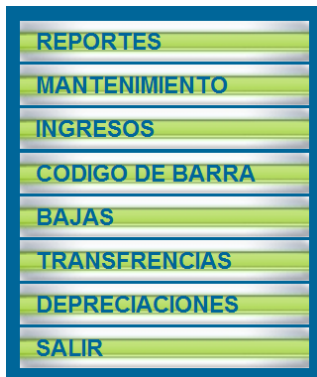 REPORTES
MANTENIMIENTO
INGRESOS
CODIGO DE BARRA
BAJAS
TRANSFRENCIAS
DEPRECIACIONES
SALIR